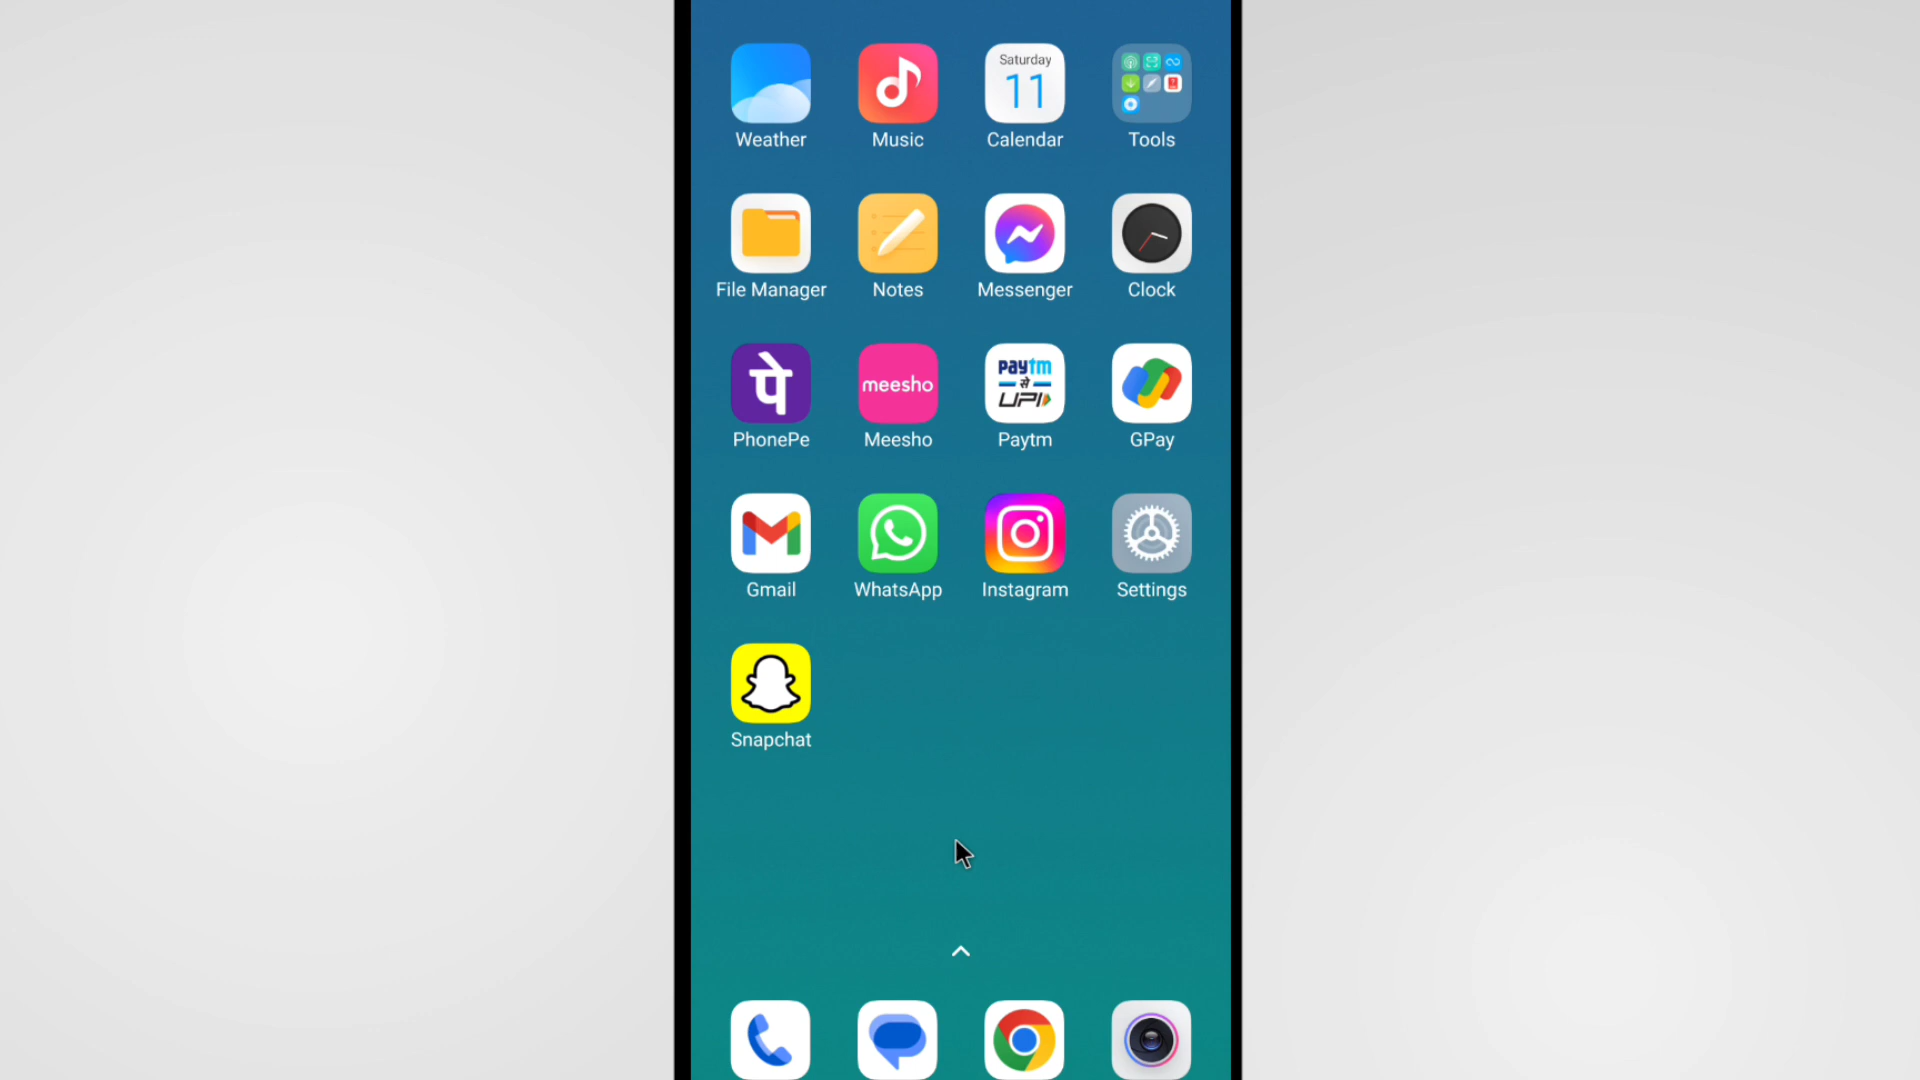 Saturday
11
Weather
Music
Calendar
Tools
File Manager
Notes
Messenger
Clock
पे
meesho
paytm
से
UPI
PhonePe
Meesho
Paytm
GPay
Gmail
WhatsApp
Instagram
Settings
Snapchat